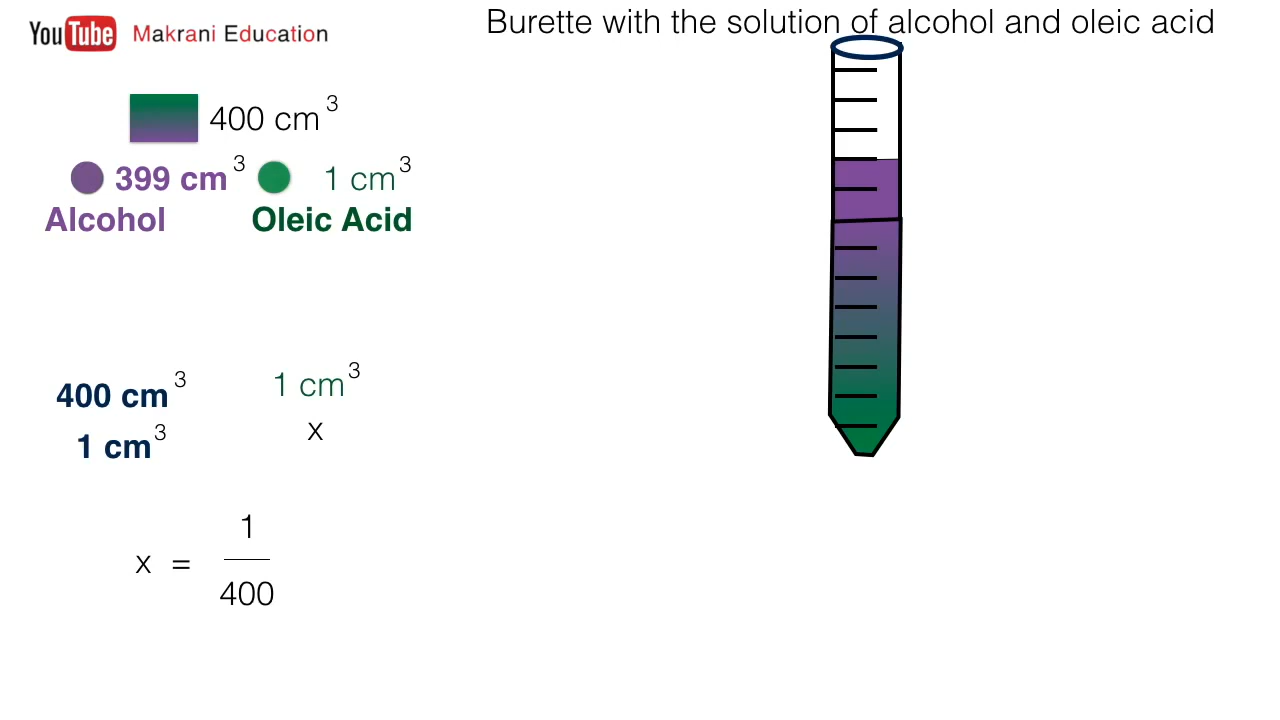 YouTube Makrani Education
Burette with the solution of alcohol and oleic acid
400 cm³
399 cm³ 1 cm³
Alcohol Oleic Acid
400 cm³ 1 cm³
1 cm³ x
x = 1/400